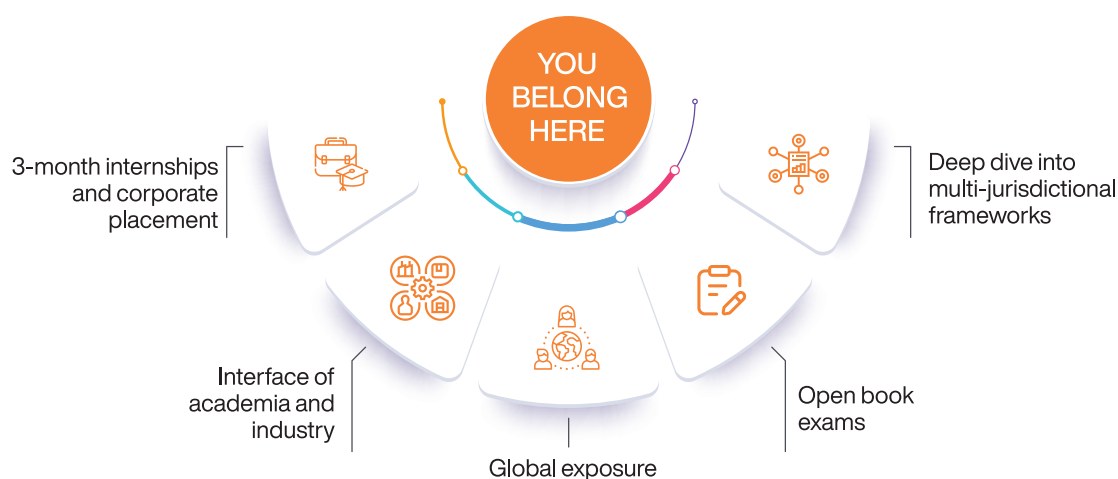 YOU
BELONG
HERE
3-month internships
and corporate
placement
Interface of
academia and
industry
Global exposure
Open book
exams
Deep dive into
multi-jurisdictional
frameworks